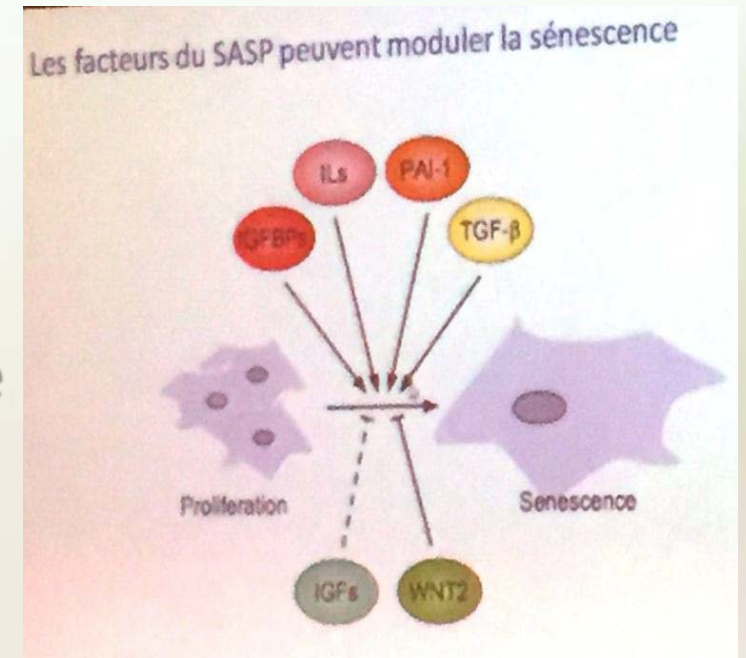 Les facteurs du SASP peuvent moduler la sénescence
ILs
PAI-1
IGFBPs
TGF-β
Proliferation
Senescence
IGFs
WNT2